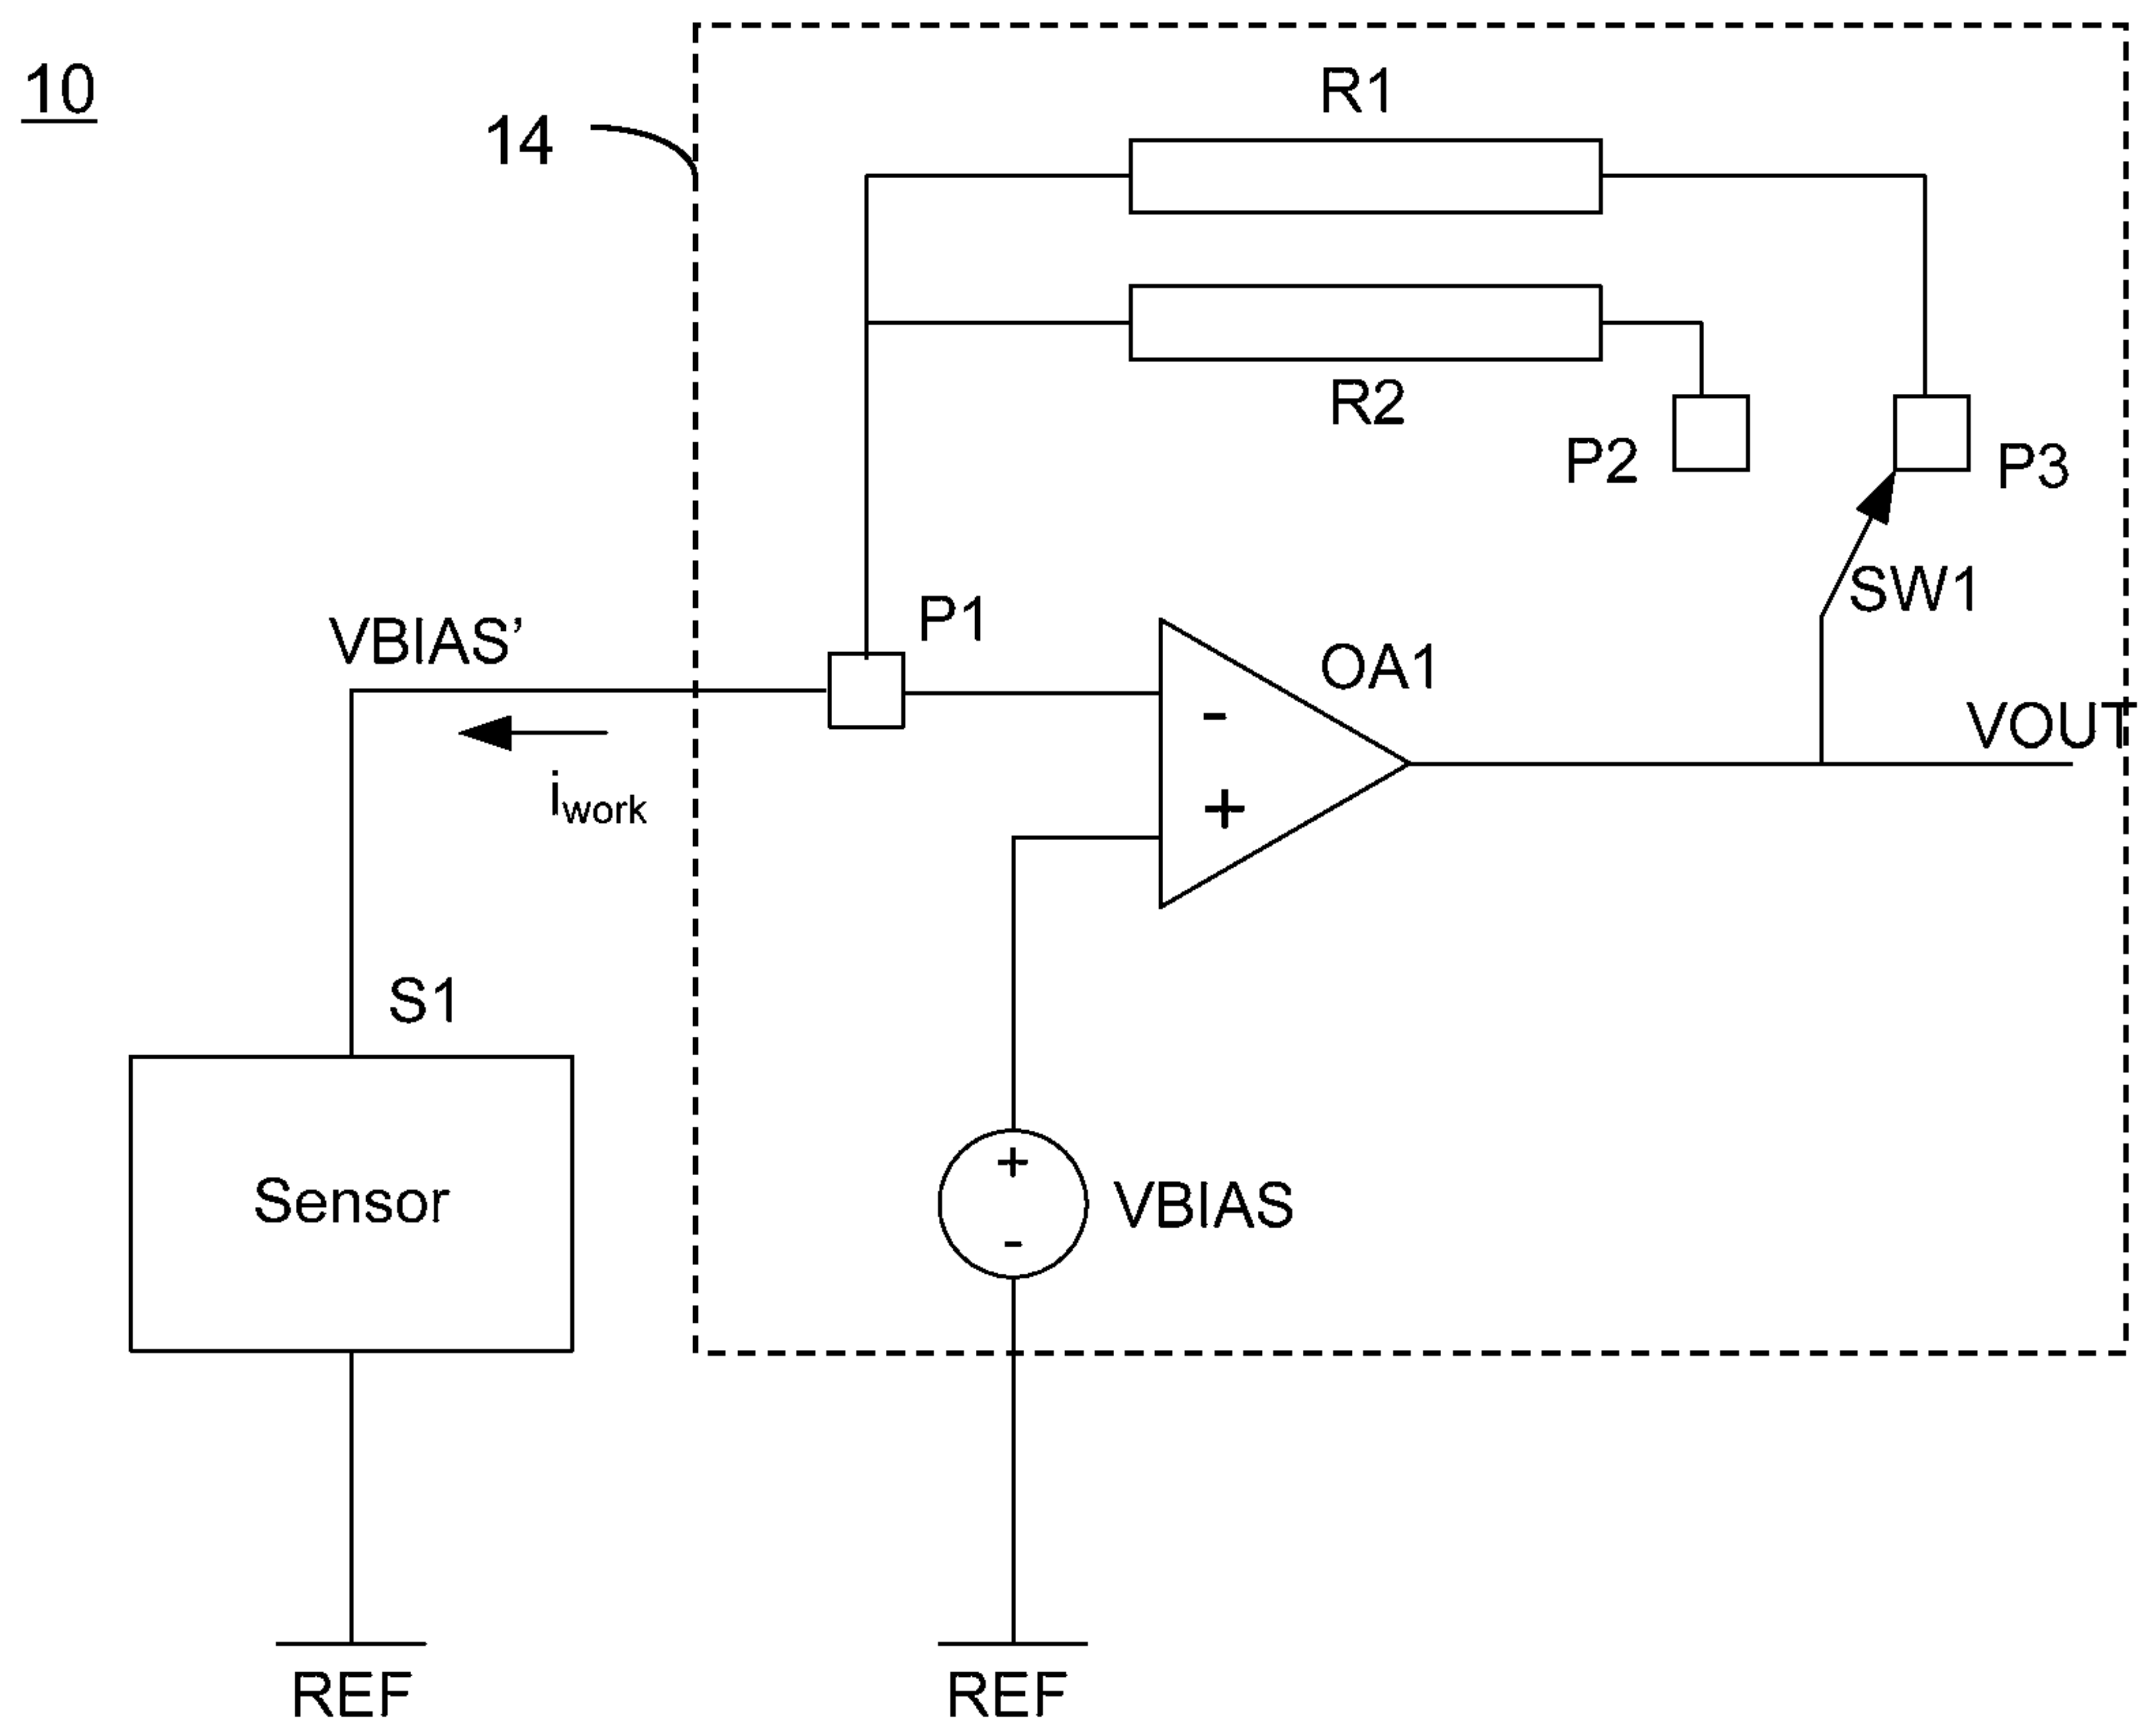 10
14
R1
R2
P2
P3
SW1
P1
VBIAS’
OA1
-
+
VOUT
iwork
S1
Sensor
+
VBIAS
-
REF
REF